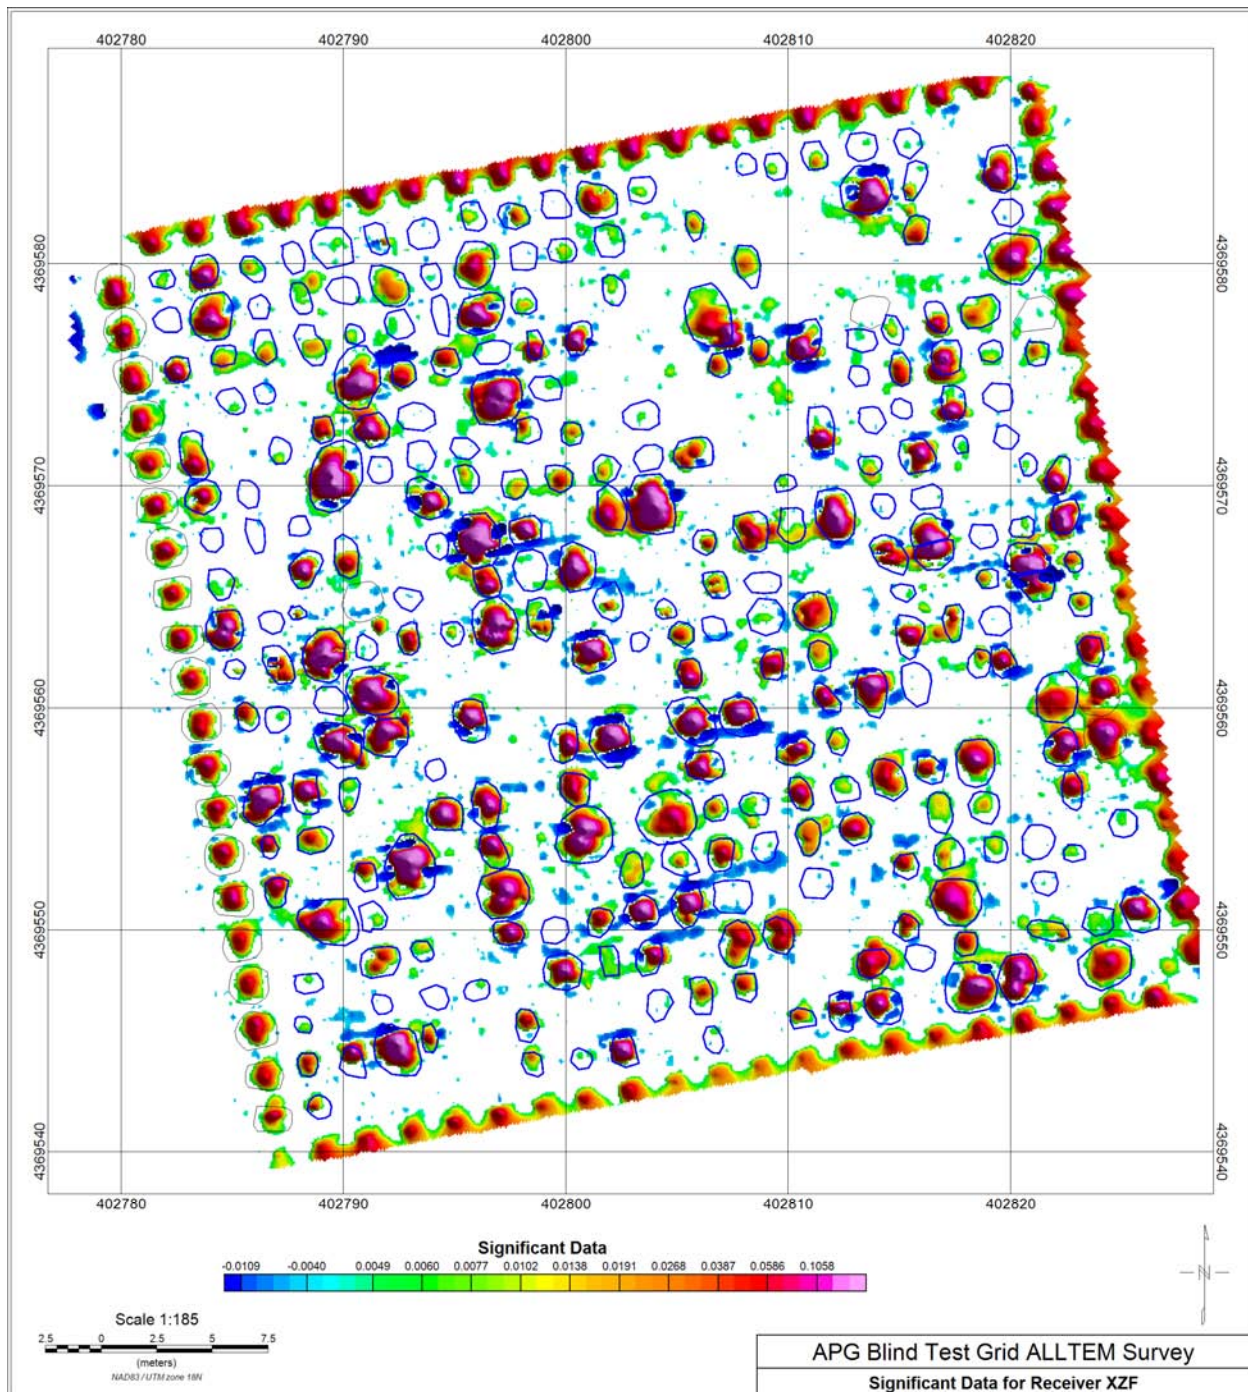 402780 402790 402800 402810 402820
4369580 4369580
4369570 4369570
4369560 4369560
4369550 4369550
4369540 4369540
402780 402790 402800 402810 402820
Significant Data
-0.0109 -0.0040 0.0049 0.0060 0.0077 0.0102 0.0138 0.0191 0.0268 0.0387 0.0586 0.1058
Scale 1:185
2.5 0 2.5 5 7.5
(meters)
NAD83 / UTM zone 18N
N
APG Blind Test Grid ALLTEM Survey
Significant Data for Receiver XZF